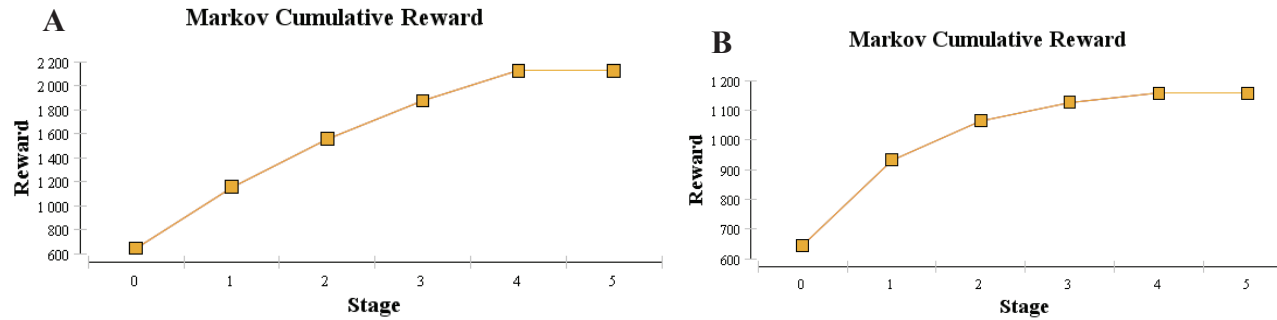 A
Markov Cumulative Reward
2 200
2 000
1 800
1 600
1 400
1 200
1 000
800
600
Reward
0 1 2 3 4 5
Stage
B
Markov Cumulative Reward
1 200
1 100
1 000
900
800
700
600
Reward
0 1 2 3 4 5
Stage